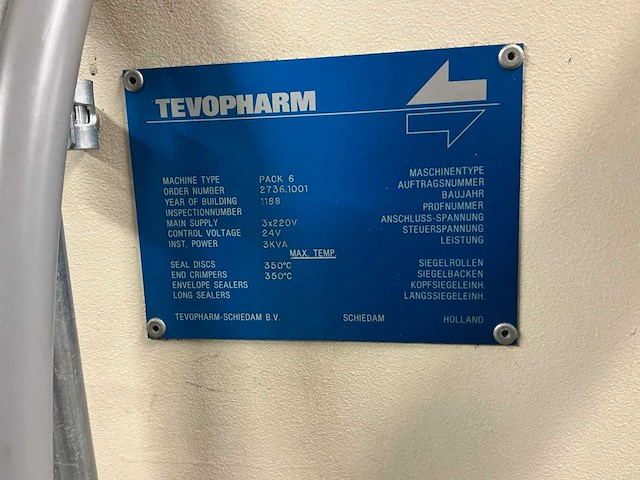 TEVOPHARM
MACHINE TYPE PACK 6 MASCHINENTYPE
ORDER NUMBER 2736.1001 AUFTRAGSNUMMER
YEAR OF BUILDING 1188 BAUJAHR
INSPECTIONNUMBER PRÜFNUMMER
MAIN SUPPLY 3x220V ANSCHLUSS-SPANNUNG
CONTROL VOLTAGE 24V STEUERSPANNUNG
INST. POWER 3KVA LEISTUNG
MAX. TEMP.
SEAL DISCS 350°C SIEGELROLLEN
END CRIMPERS 350°C SIEGELBACKEN
ENVELOPE SEALERS KOPFSIEGELEINH.
LONG SEALERS LÄNGSSIEGELEINH.
TEVOPHARM-SCHIEDAM B.V. SCHIEDAM HOLLAND